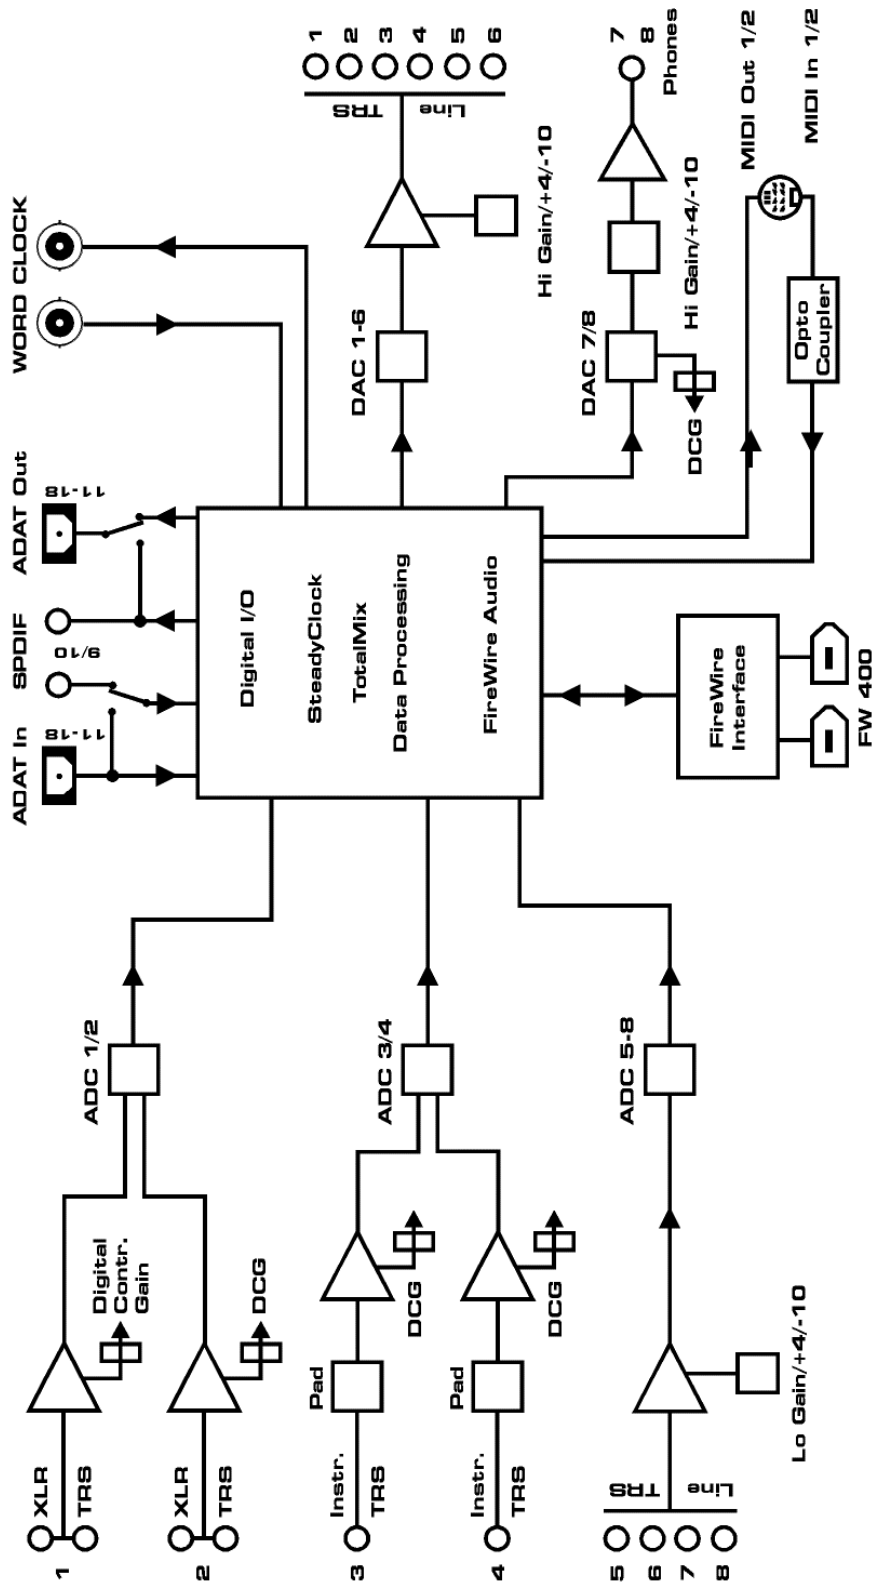 WORD CLOCK
ADAT Out
11-18
SPDIF
9/10
ADAT In
11-18
1
2
3
4
5
6
TRS
Line
Hi Gain/+4/-10
DAC 1-6
7
8
Phones
Hi Gain/+4/-10
DAC 7/8
DCG
MIDI Out 1/2
MIDI In 1/2
Opto
Coupler
Digital I/O
SteadyClock
TotalMix
Data Processing
FireWire Audio
FireWire
Interface
FW 400
ADC 1/2
Digital
Contr.
Gain
DCG
XLR
TRS
1
XLR
TRS
2
ADC 3/4
DCG
DCG
Pad
Pad
Instr.
TRS
3
Instr.
TRS
4
ADC 5-8
Lo Gain/+4/-10
TRS
Line
5
6
7
8